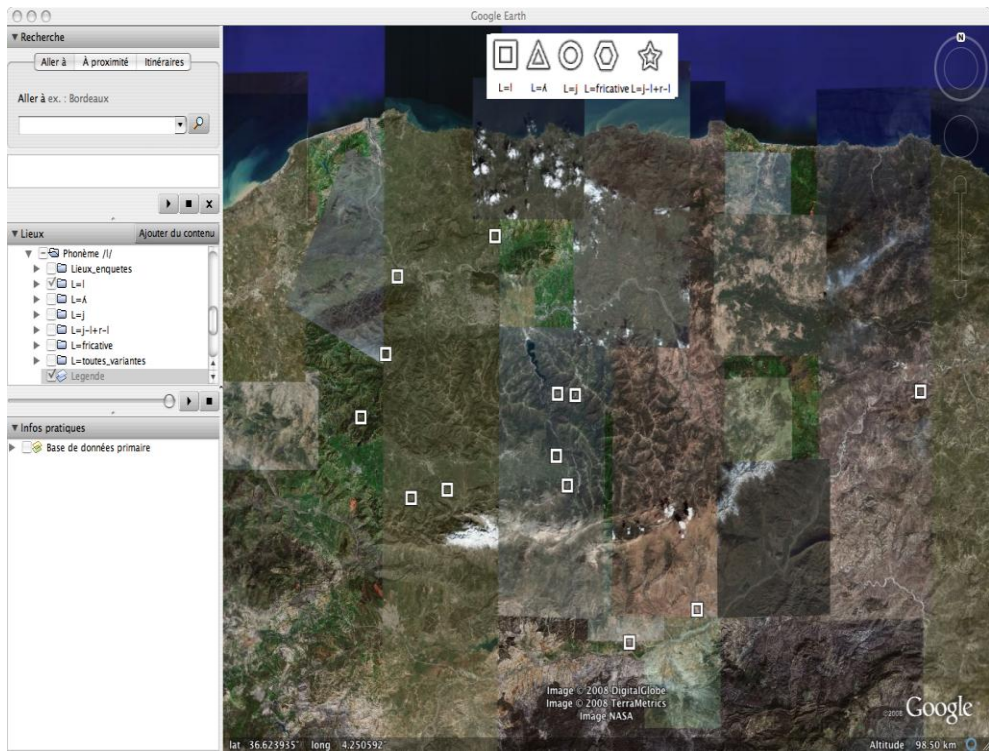 Google Earth
▼ Recherche
Aller à À proximité Itinéraires
Aller à ex. : Bordeaux
▼ Lieux Ajouter du contenu
▼ Phonème /l/
Lieux_enquetes
L=l
L=ʎ
L=j
L=j-l+r-l
L=fricative
L=toutes_variantes
Legende
▼ Infos pratiques
Base de données primaire
L=l L=ʎ L=j L=fricative L=j-l+r-l
N
Image © 2008 DigitalGlobe
Image © 2008 TerraMetrics
Image NASA
©2008 Google
lat 36.623935° long 4.250592° Altitude 98.50 km